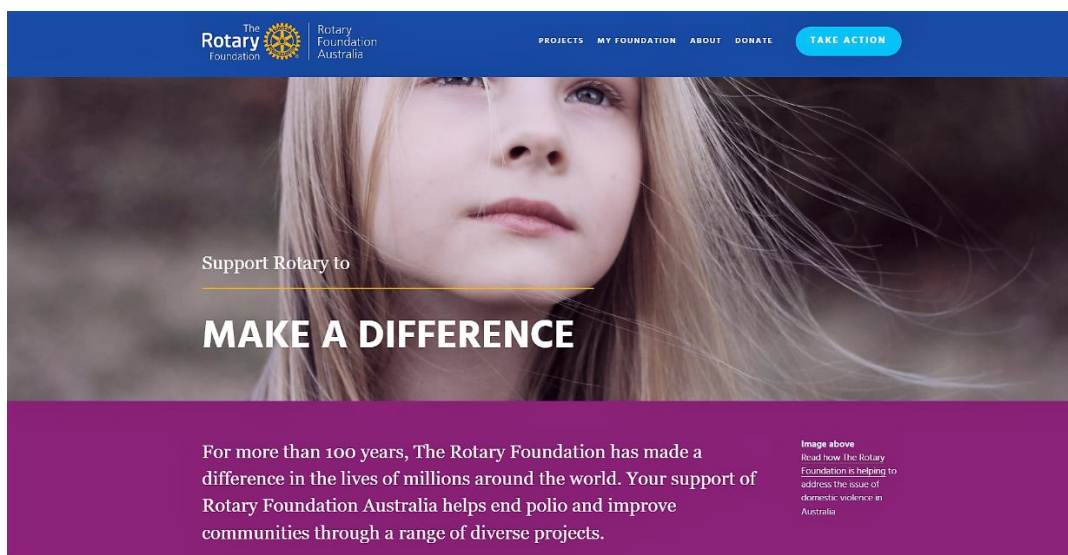 The
Rotary
Foundation
Rotary
Foundation
Australia
PROJECTS MY FOUNDATION ABOUT DONATE TAKE ACTION
Support Rotary to
MAKE A DIFFERENCE
For more than 100 years, The Rotary Foundation has made a
difference in the lives of millions around the world. Your support of
Rotary Foundation Australia helps end polio and improve
communities through a range of diverse projects.
Image above
Read how The Rotary
Foundation is helping to
address the issue of
domestic violence in
Australia